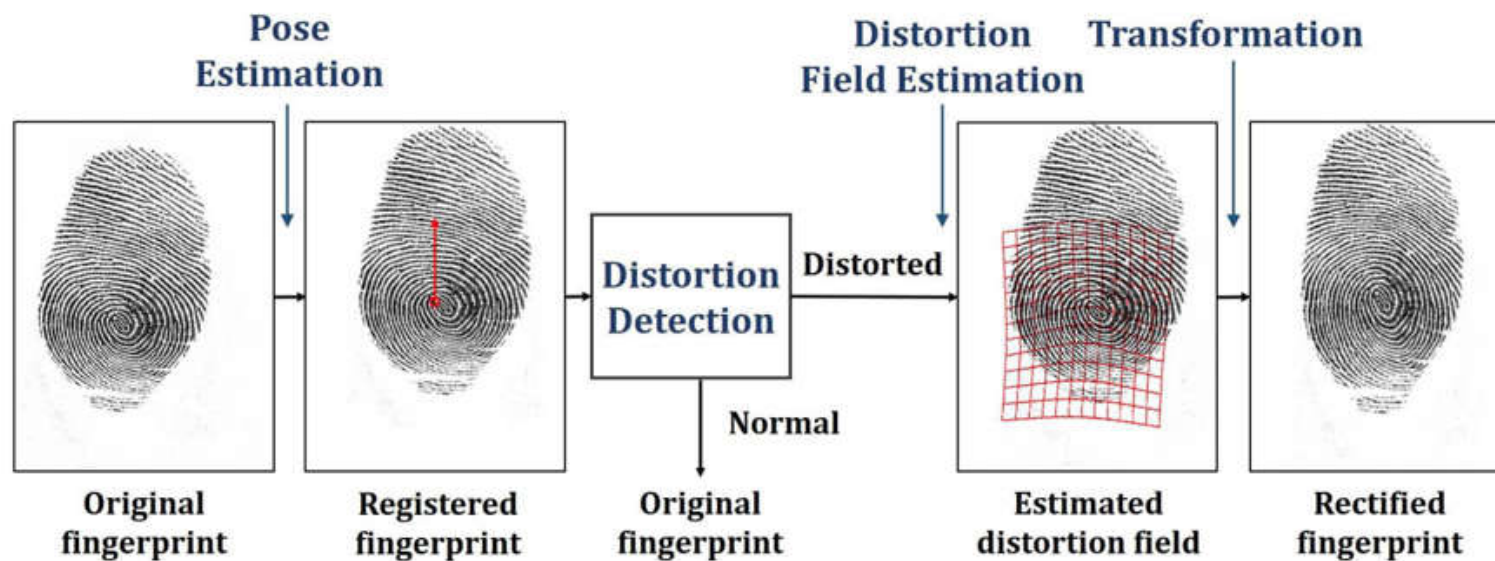 Pose
Estimation
Distortion
Field Estimation
Transformation
Distortion
Detection
Distorted
Normal
Original
fingerprint
Registered
fingerprint
Original
fingerprint
Estimated
distortion field
Rectified
fingerprint